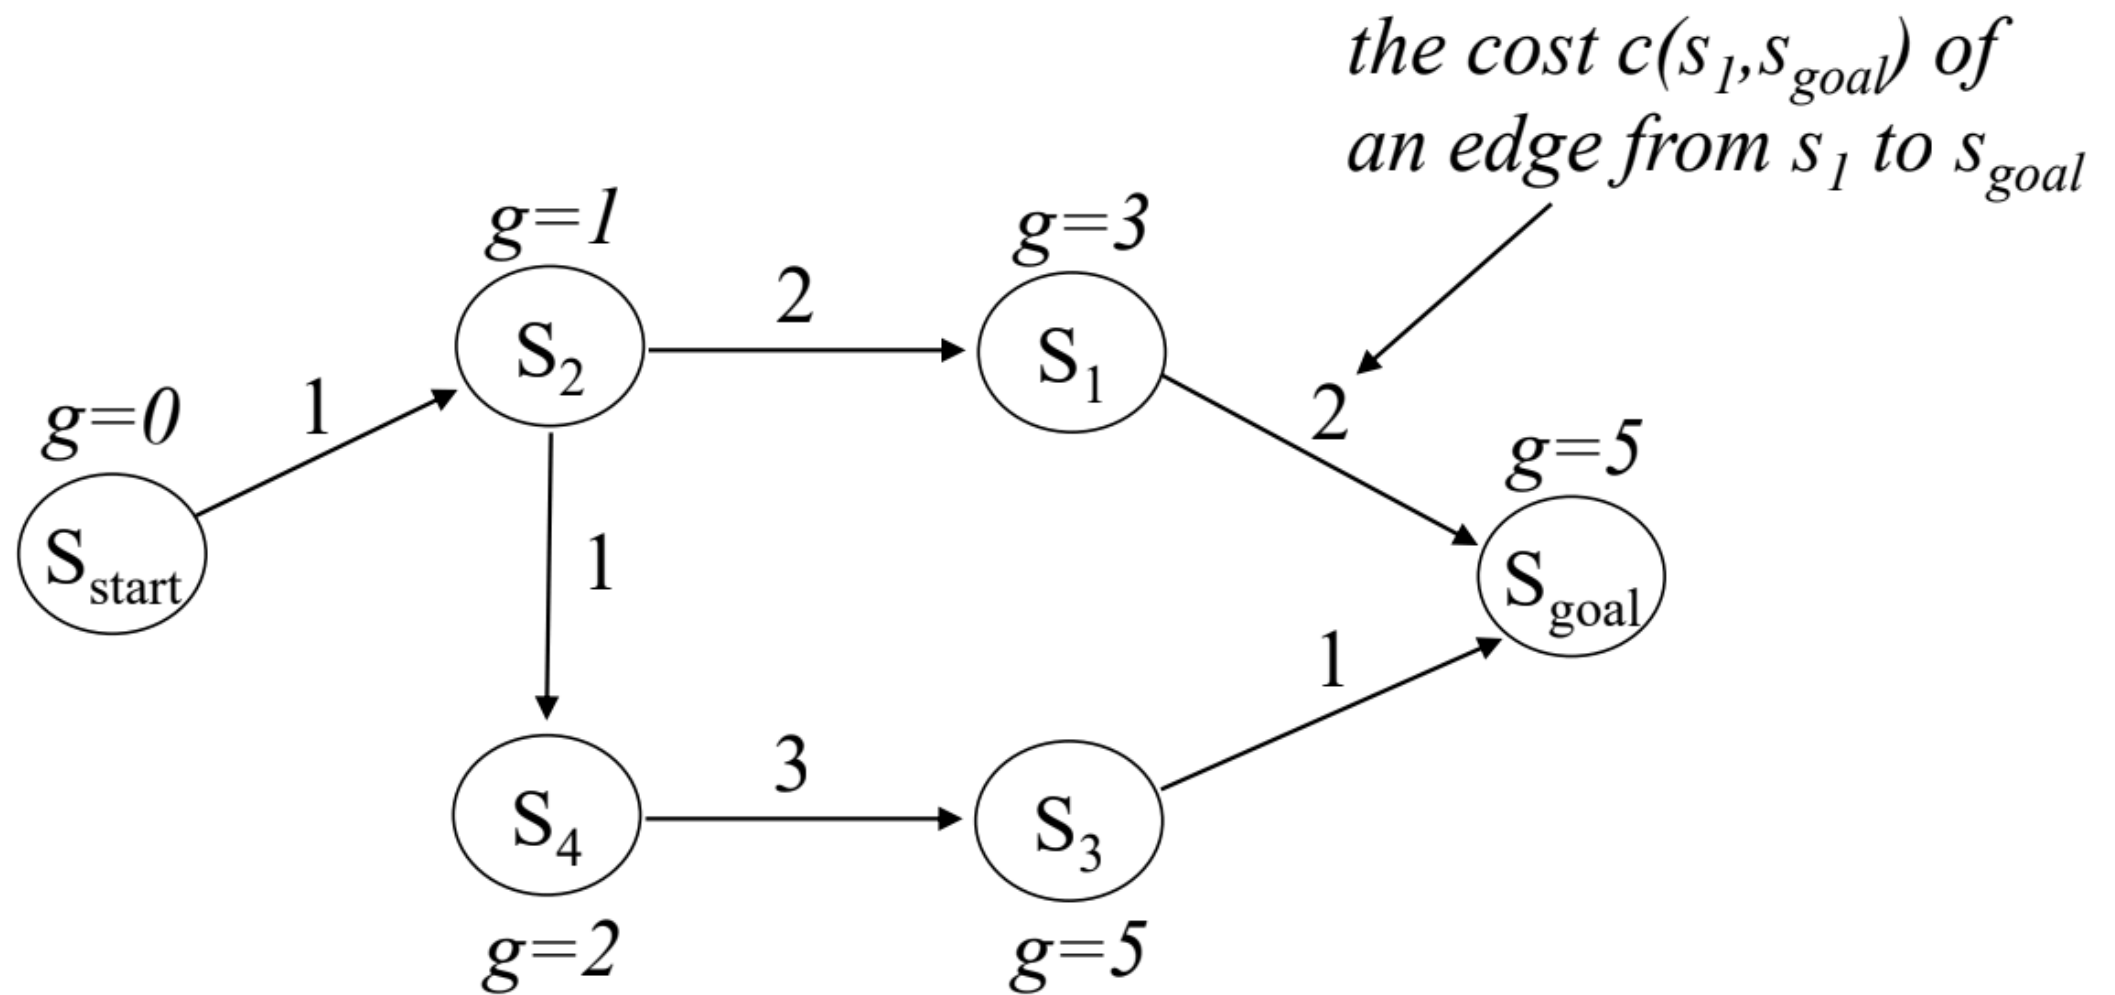 the cost c(s1,sgoal) of
an edge from s1 to sgoal
g=1
g=3
2
S2
S1
g=0
1
2
g=5
Sstart
1
Sgoal
1
3
S4
S3
g=2
g=5